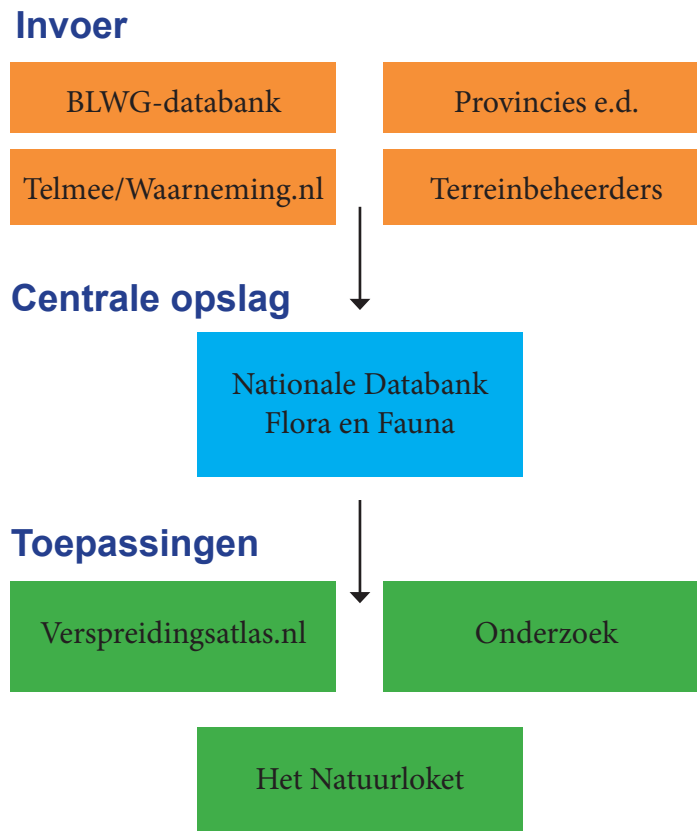 Invoer
BLWG-databank
Provincies e.d.
Telmee/Waarneming.nl
Terreinbeheerders
Centrale opslag
Nationale Databank
Flora en Fauna
Toepassingen
Verspreidingsatlas.nl
Onderzoek
Het Natuurloket